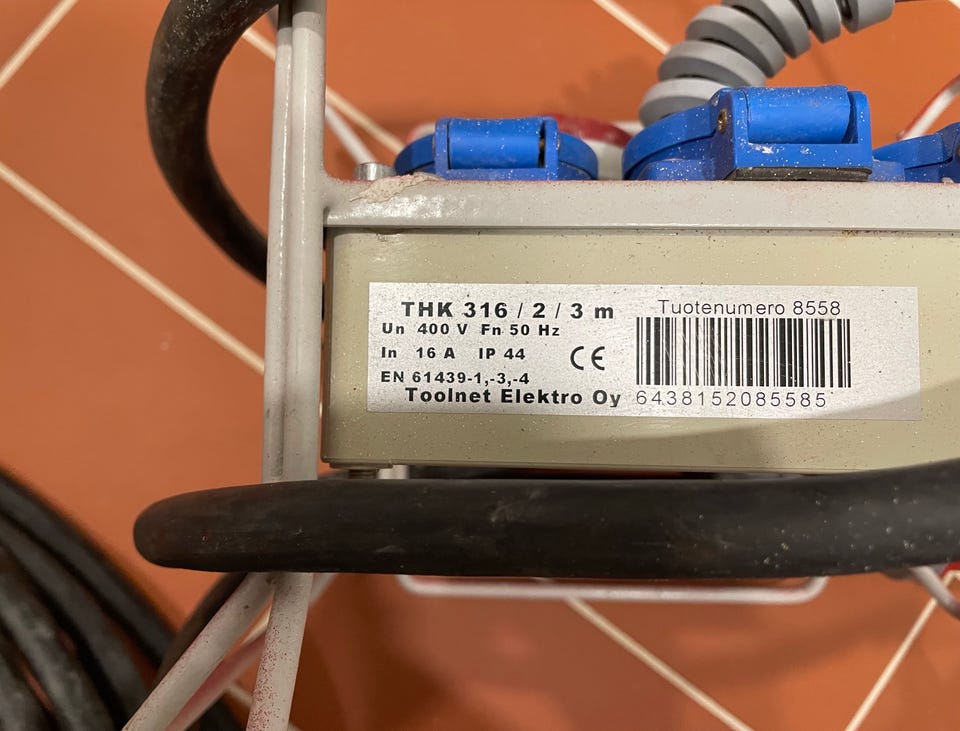 THK 316 / 2 / 3 m
Un 400 V Fn 50 Hz
In 16 A IP 44 CE
EN 61439-1,-3,-4
Toolnet Elektro Oy
Tuotenumero 8558
6438152085585